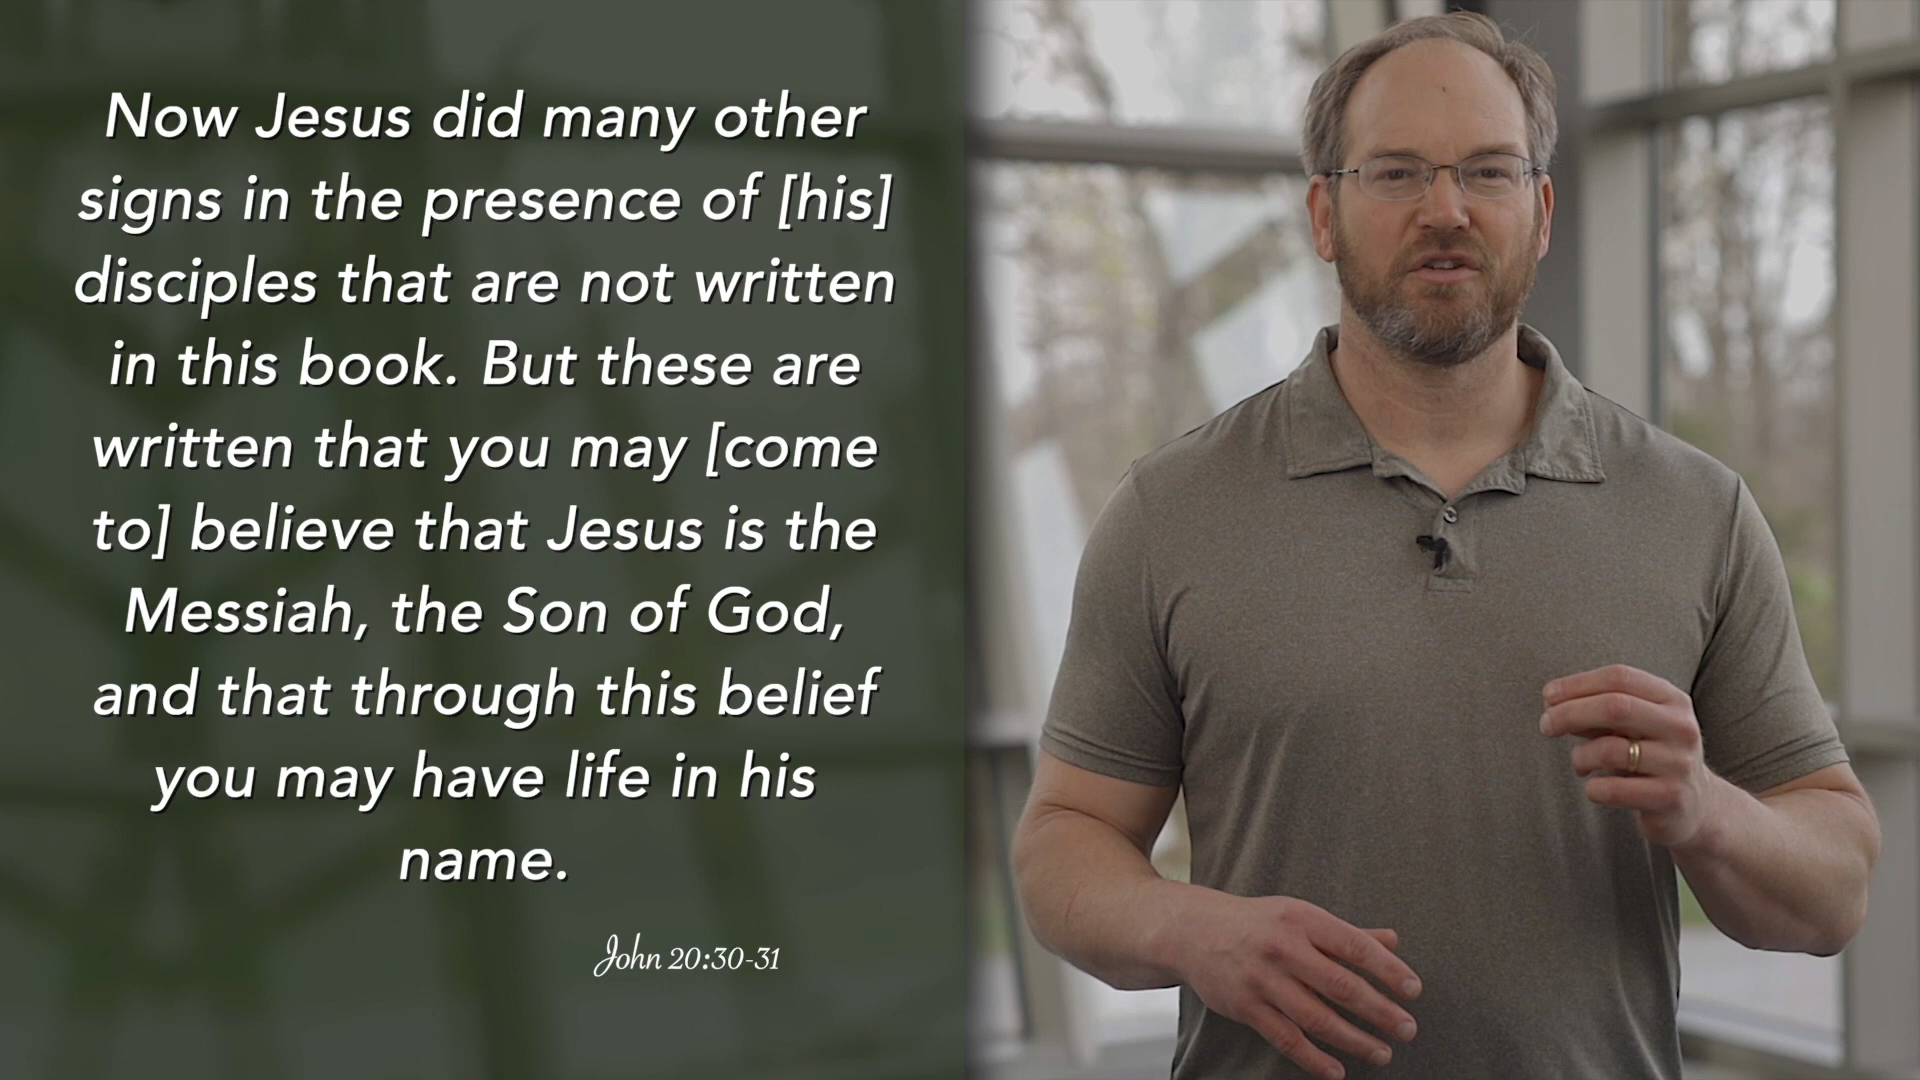 Now Jesus did many other
signs in the presence of [his]
disciples that are not written
in this book. But these are
written that you may [come
to] believe that Jesus is the
Messiah, the Son of God,
and that through this belief
you may have life in his
name.
John 20:30-31